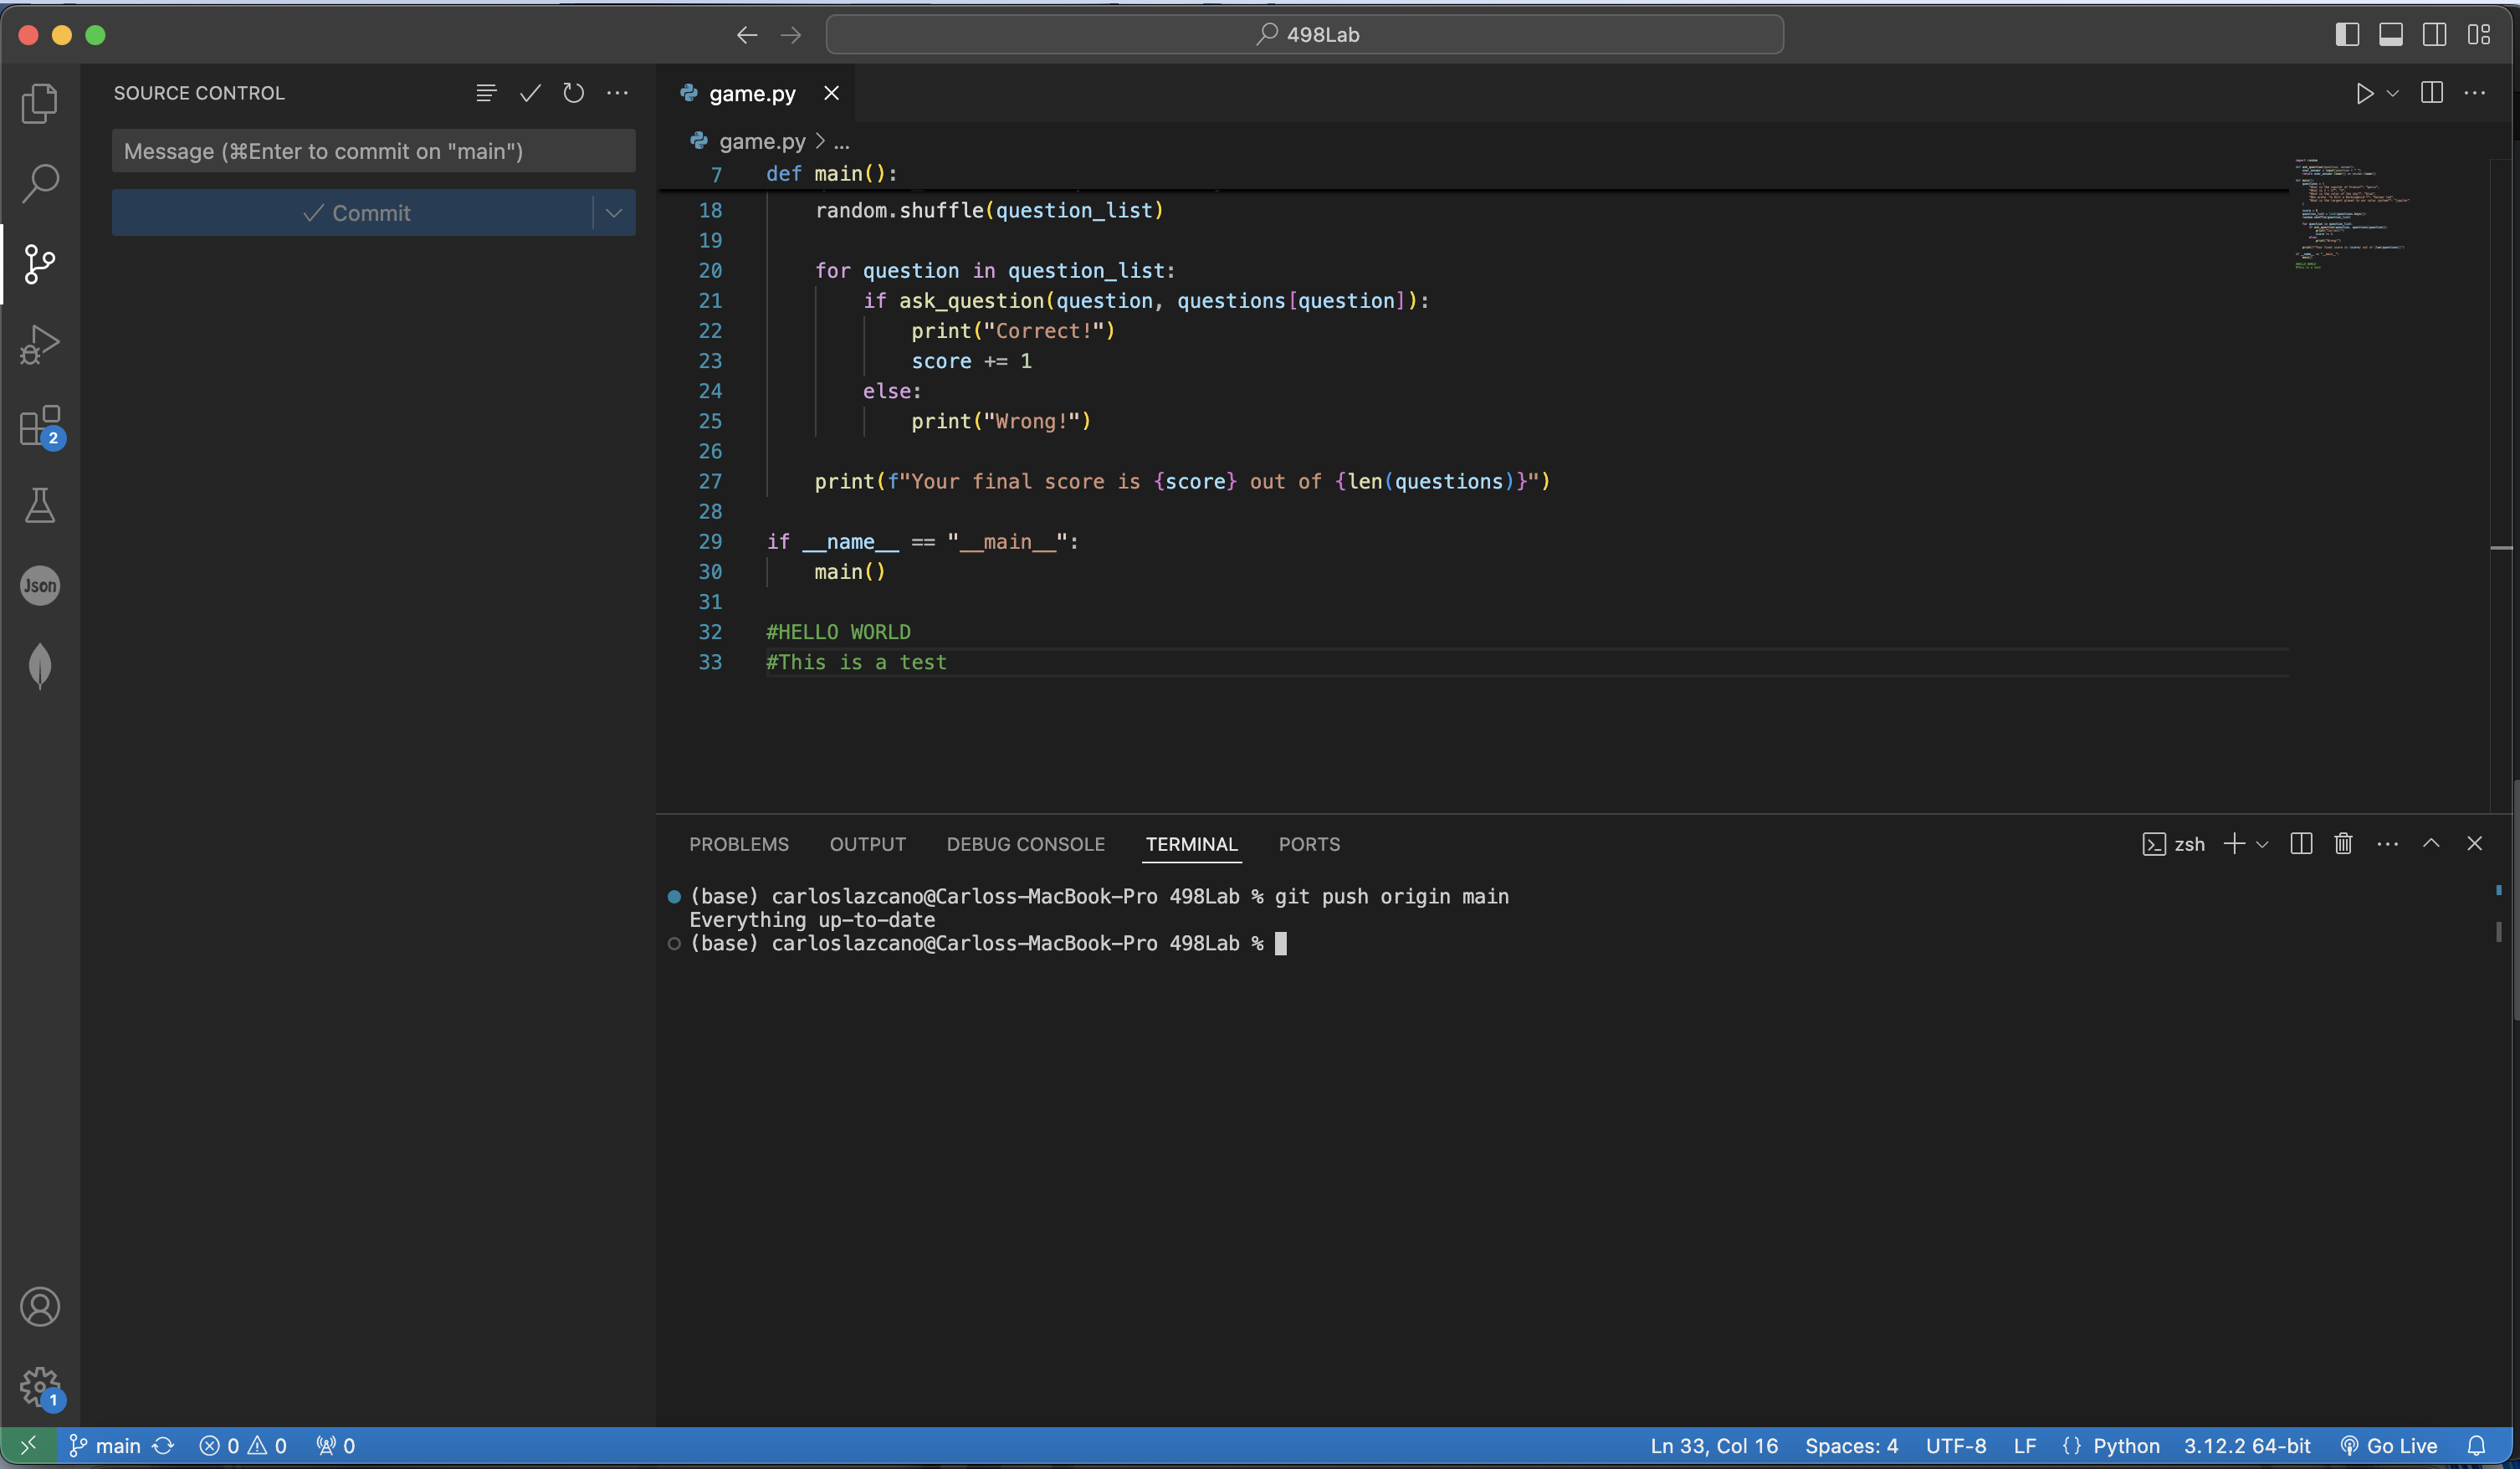 498Lab
SOURCE CONTROL
Message (⌘Enter to commit on "main")
Commit
2
Json
1
game.py
game.py > ...
7 def main():
18 random.shuffle(question_list)
19
20 for question in question_list:
21 if ask_question(question, questions[question]):
22 print("Correct!")
23 score += 1
24 else:
25 print("Wrong!")
26
27 print(f"Your final score is {score} out of {len(questions)}")
28
29 if __name__ == "__main__":
30 main()
31
32 #HELLO WORLD
33 #This is a test
PROBLEMS OUTPUT DEBUG CONSOLE TERMINAL PORTS zsh
(base) carloslazcano@Carloss-MacBook-Pro 498Lab % git push origin main
Everything up-to-date
(base) carloslazcano@Carloss-MacBook-Pro 498Lab %
main 0 0 0 Ln 33, Col 16 Spaces: 4 UTF-8 LF {} Python 3.12.2 64-bit Go Live